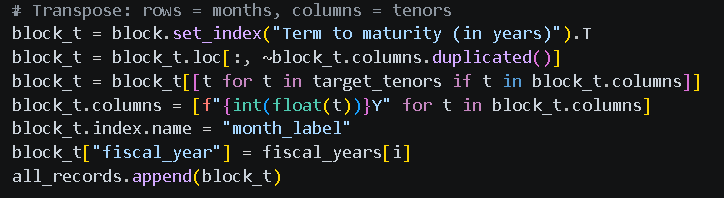 # Transpose: rows = months, columns = tenors
block_t = block.set_index("Term to maturity (in years)").T
block_t = block_t.loc[:, ~block_t.columns.duplicated()]
block_t = block_t[[t for t in target_tenors if t in block_t.columns]]
block_t.columns = [f"{int(float(t))}Y" for t in block_t.columns]
block_t.index.name = "month_label"
block_t["fiscal_year"] = fiscal_years[i]
all_records.append(block_t)